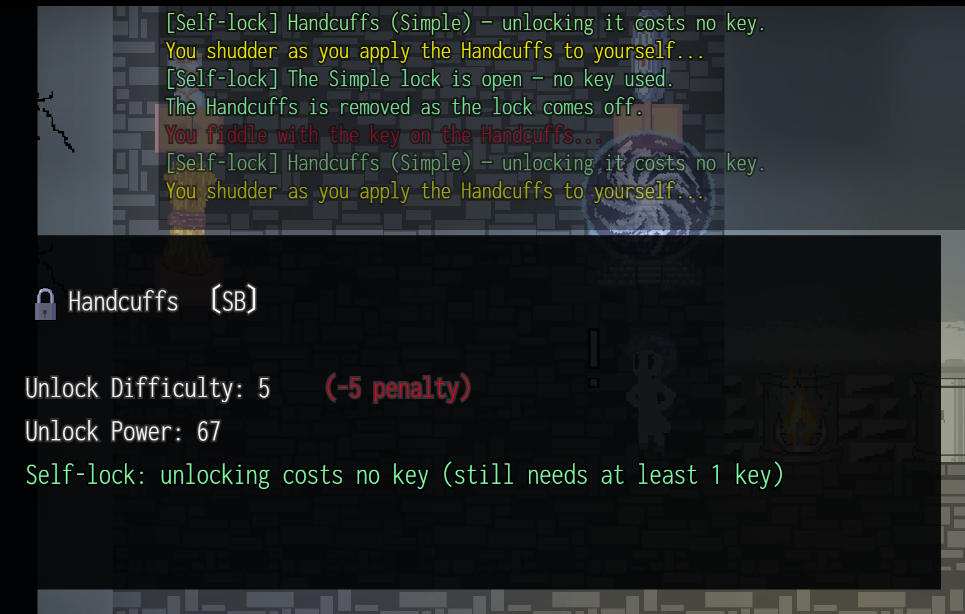 [Self-lock] Handcuffs (Simple) — unlocking it costs no key.
You shudder as you apply the Handcuffs to yourself...
[Self-lock] The Simple lock is open — no key used.
The Handcuffs is removed as the lock comes off.
You fiddle with the key on the Handcuffs...
[Self-lock] Handcuffs (Simple) — unlocking it costs no key.
You shudder as you apply the Handcuffs to yourself...
Handcuffs 〔SB〕
Unlock Difficulty: 5 (-5 penalty)
Unlock Power: 67
Self-lock: unlocking costs no key (still needs at least 1 key)